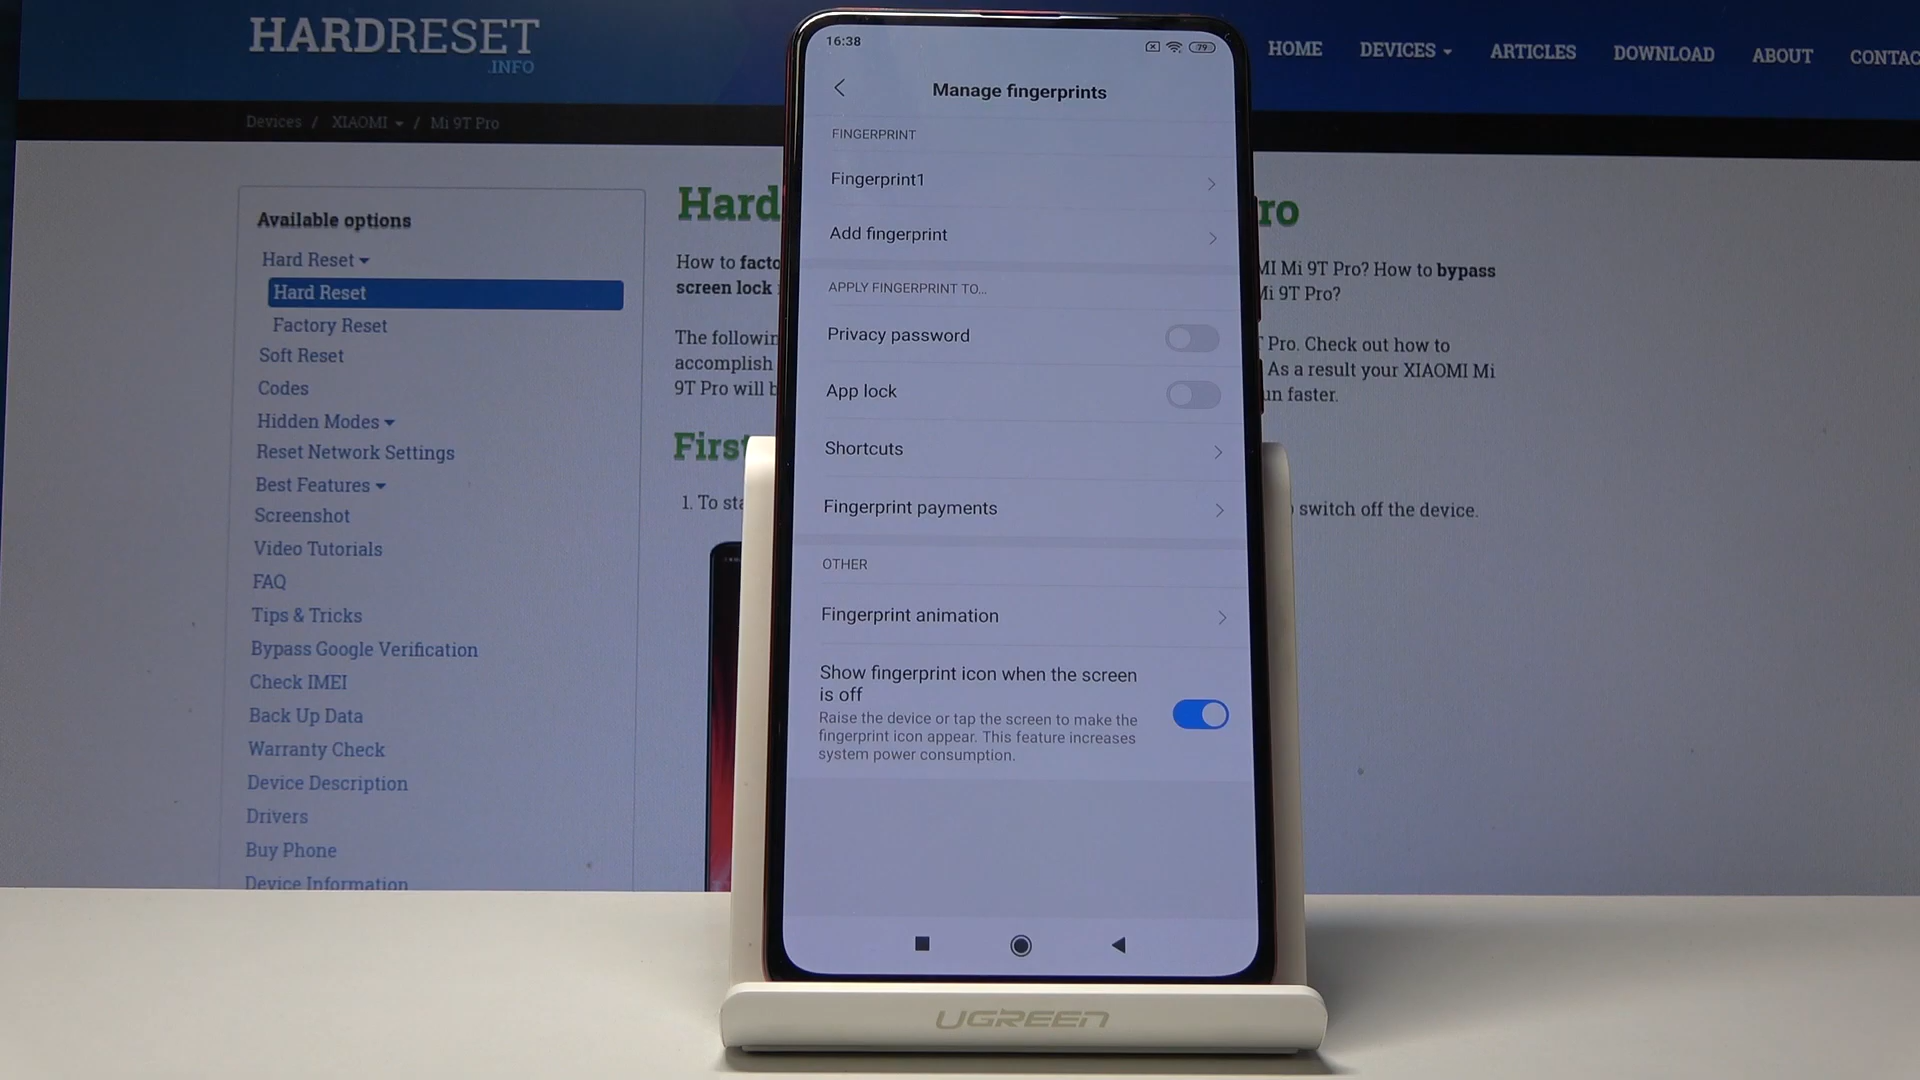 HARDRESET
.INFO
HOME DEVICES ARTICLES DOWNLOAD ABOUT CONTAC
Devices / XIAOMI / Mi 9T Pro
Available options
Hard Reset
Hard Reset
Factory Reset
Soft Reset
Codes
Hidden Modes
Reset Network Settings
Best Features
Screenshot
Video Tutorials
FAQ
Tips & Tricks
Bypass Google Verification
Check IMEI
Back Up Data
Warranty Check
Device Description
Drivers
Buy Phone
Device Information
Hard ro
How to facto MI Mi 9T Pro? How to bypass
screen lock Mi 9T Pro?
The followin T Pro. Check out how to
accomplish As a result your XIAOMI Mi
9T Pro will b un faster.
First
1. To sta switch off the device.
16:38
79
Manage fingerprints
FINGERPRINT
Fingerprint1
Add fingerprint
APPLY FINGERPRINT TO...
Privacy password
App lock
Shortcuts
Fingerprint payments
OTHER
Fingerprint animation
Show fingerprint icon when the screen
is off
Raise the device or tap the screen to make the
fingerprint icon appear. This feature increases
system power consumption.
UGREEN